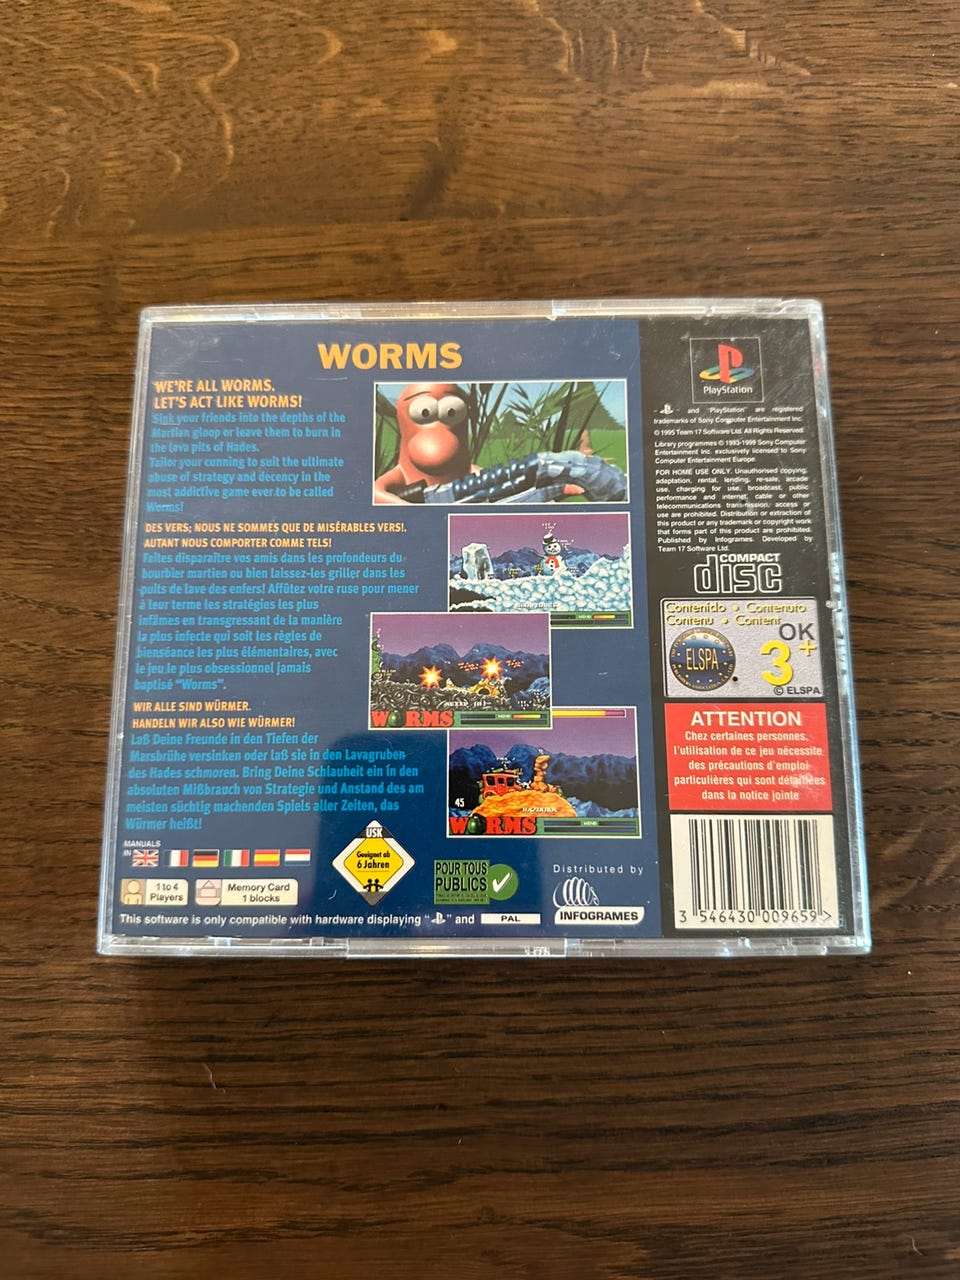 WORMS
WE'RE ALL WORMS.
LET'S ACT LIKE WORMS!
Sink your friends into the depths of the
Martian gloop or leave them to burn in
the lava pits of Hades.
Tailor your cunning to suit the ultimate
abuse of strategy and decency in the
most addictive game ever to be called
Worms!
DES VERS; NOUS NE SOMMES QUE DE MISÉRABLES VERS!.
AUTANT NOUS COMPORTER COMME TELS!
Faites disparaître vos amis dans les profondeurs du
bourbier martien ou bien laissez-les griller dans les
puits de lave des enfers! Affûtez votre ruse pour mener
à leur terme les stratégies les plus
infâmes en transgressant de la manière
la plus infecte qui soit les règles de
bienséance les plus élémentaires, avec
le jeu le plus obsessionnel jamais
baptisé "Worms".
WIR ALLE SIND WÜRMER.
HANDELN WIR ALSO WIE WÜRMER!
Laß Deine Freunde in den Tiefen der
Marsbrühe versinken oder laß sie in den Lavagruben
des Hades schmoren. Bring Deine Schlauheit ein in den
absoluten Mißbrauch von Strategie und Anstand des am
meisten süchtig machenden Spiels aller Zeiten, das
Würmer heißt!
WORMS
45
BAZOOKA
WORMS
WIND
MANUALS
IN
1 to 4
Players
Memory Card
1 blocks
USK
Geeignet ab
6 Jahren
POUR TOUS
PUBLICS
Distributed by
INFOGRAMES
This software is only compatible with hardware displaying " " and PAL
PlayStation
" " and "PlayStation" are registered
trademarks of Sony Computer Entertainment Inc.
© 1995 Team 17 Software Ltd. All Rights Reserved.
Library programmes © 1993-1999 Sony Computer
Entertainment Inc. exclusively licensed to Sony
Computer Entertainment Europe.
FOR HOME USE ONLY. Unauthorised copying,
adaptation, rental, lending, re-sale, arcade
use, charging for use, broadcast, public
performance and internet, cable or other
telecommunications transmission, access or
use are prohibited. Distribution or extraction of
this product or any trademark or copyright work
that forms part of this product are prohibited.
Published by Infogrames. Developed by
Team 17 Software Ltd.
COMPACT
disc
Contenido • Contenuto
Contenu • Content
ELSPA
OK
3+
© ELSPA
ATTENTION
Chez certaines personnes,
l'utilisation de ce jeu nécessite
des précautions d'emploi
particulières qui sont détaillées
dans la notice jointe
3 546430 009659 >